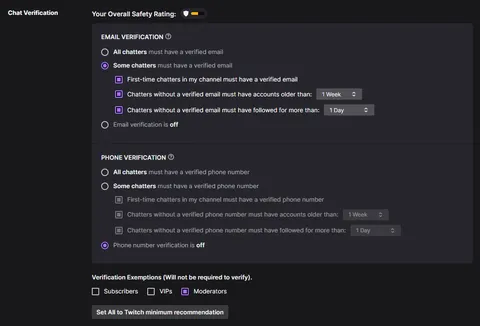 Chat Verification
Your Overall Safety Rating:
EMAIL VERIFICATION
All chatters must have a verified email
Some chatters must have a verified email
First-time chatters in my channel must have a verified email
Chatters without a verified email must have accounts older than: 1 Week
Chatters without a verified email must have followed for more than: 1 Day
Email verification is off
PHONE VERIFICATION
All chatters must have a verified phone number
Some chatters must have a verified phone number
First-time chatters in my channel must have a verified phone number
Chatters without a verified phone number must have accounts older than: 1 Week
Chatters without a verified phone number must have followed for more than: 1 Day
Phone number verification is off
Verification Exemptions (Will not be required to verify).
Subscribers VIPs Moderators
Set All to Twitch minimum recommendation